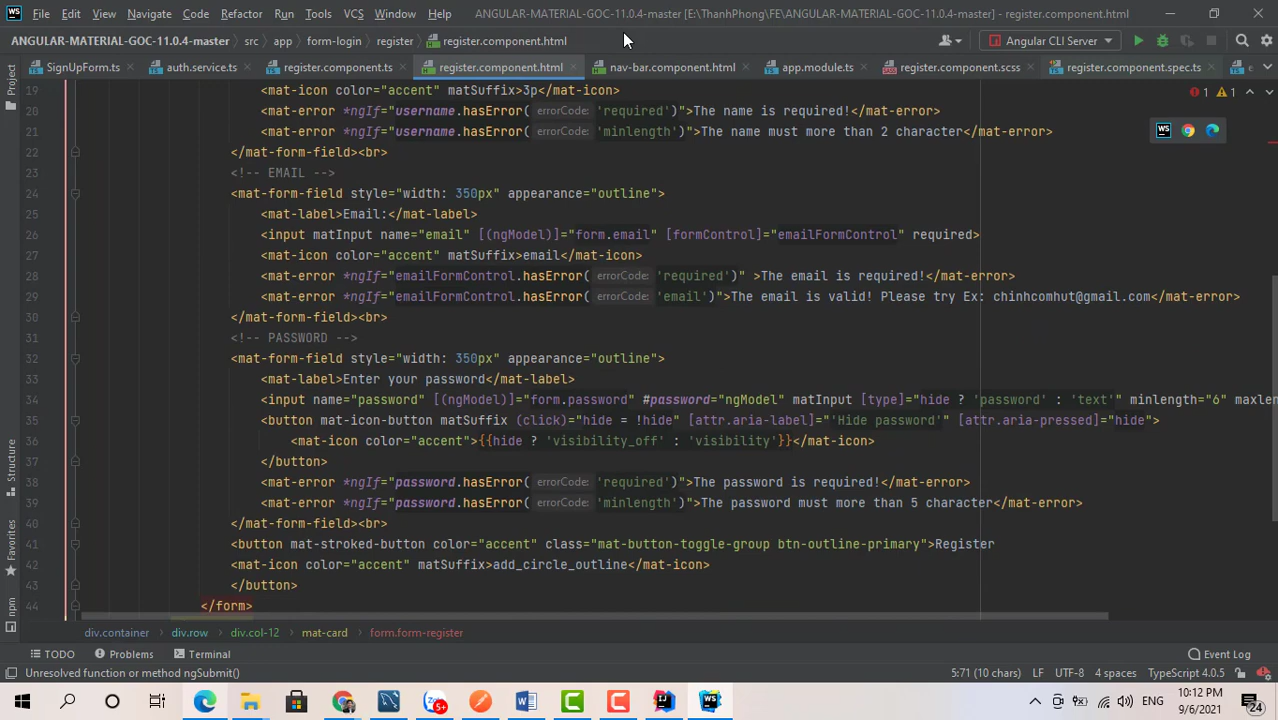 File Edit View Navigate Code Refactor Run Tools VCS Window Help ANGULAR-MATERIAL-GOC-11.0.4-master [E:\ThanhPhong\FE\ANGULAR-MATERIAL-GOC-11.0.4-master] - register.component.html
ANGULAR-MATERIAL-GOC-11.0.4-master src app form-login register register.component.html Angular CLI Server
SignUpForm.ts auth.service.ts register.component.ts register.component.html nav-bar.component.html app.module.ts register.component.scss register.component.spec.ts e
Project
1 1
19 <mat-icon color="accent" matSuffix>3p</mat-icon>
20 <mat-error *ngIf="username.hasError( errorCode: 'required')">The name is required!</mat-error>
21 <mat-error *ngIf="username.hasError( errorCode: 'minlength')">The name must more than 2 character</mat-error>
22 </mat-form-field><br>
23 <!-- EMAIL -->
24 <mat-form-field style="width: 350px" appearance="outline">
25 <mat-label>Email:</mat-label>
26 <input matInput name="email" [(ngModel)]="form.email" [formControl]="emailFormControl" required>
27 <mat-icon color="accent" matSuffix>email</mat-icon>
28 <mat-error *ngIf="emailFormControl.hasError( errorCode: 'required')" >The email is required!</mat-error>
29 <mat-error *ngIf="emailFormControl.hasError( errorCode: 'email')">The email is valid! Please try Ex: chinhcomhut@gmail.com</mat-error>
30 </mat-form-field><br>
31 <!-- PASSWORD -->
32 <mat-form-field style="width: 350px" appearance="outline">
33 <mat-label>Enter your password</mat-label>
34 <input name="password" [(ngModel)]="form.password" #password="ngModel" matInput [type]="hide ? 'password' : 'text'" minlength="6" maxlen
35 <button mat-icon-button matSuffix (click)="hide = !hide" [attr.aria-label]="'Hide password'" [attr.aria-pressed]="hide">
36 <mat-icon color="accent">{{hide ? 'visibility_off' : 'visibility'}}</mat-icon>
37 </button>
38 <mat-error *ngIf="password.hasError( errorCode: 'required')">The password is required!</mat-error>
39 <mat-error *ngIf="password.hasError( errorCode: 'minlength')">The password must more than 5 character</mat-error>
40 </mat-form-field><br>
41 <button mat-stroked-button color="accent" class="mat-button-toggle-group btn-outline-primary">Register
42 <mat-icon color="accent" matSuffix>add_circle_outline</mat-icon>
43 </button>
44 </form>
Structure
Favorites
npm
div.container div.row div.col-12 mat-card form.form-register
TODO Problems Terminal Event Log
Unresolved function or method ngSubmit() 5:71 (10 chars) LF UTF-8 4 spaces TypeScript 4.0.5
ENG 10:12 PM
9/6/2021 24